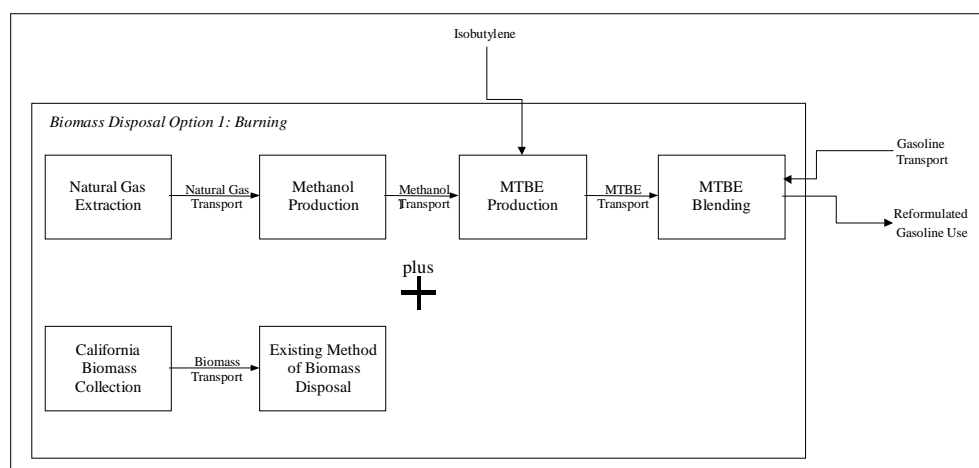 Isobutylene
Biomass Disposal Option 1: Burning
Natural Gas
Extraction
Natural Gas
Transport
Methanol
Production
Methanol
Transport
MTBE
Production
MTBE
Transport
MTBE
Blending
Gasoline
Transport
Reformulated
Gasoline Use
plus
California
Biomass
Collection
Biomass
Transport
Existing Method
of Biomass
Disposal